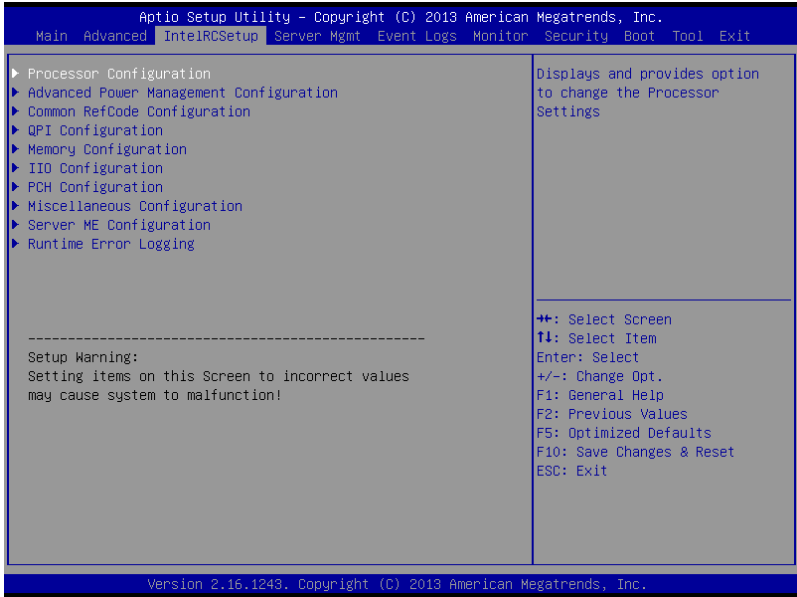 Aptio Setup Utility – Copyright (C) 2013 American Megatrends, Inc.
Main Advanced IntelRCSetup Server Mgmt Event Logs Monitor Security Boot Tool Exit
Processor Configuration
Advanced Power Management Configuration
Common RefCode Configuration
QPI Configuration
Memory Configuration
IIO Configuration
PCH Configuration
Miscellaneous Configuration
Server ME Configuration
Runtime Error Logging
--------------------------------------------------
Setup Warning:
Setting items on this Screen to incorrect values
may cause system to malfunction!
Displays and provides option
to change the Processor
Settings
→←: Select Screen
↑↓: Select Item
Enter: Select
+/-: Change Opt.
F1: General Help
F2: Previous Values
F5: Optimized Defaults
F10: Save Changes & Reset
ESC: Exit
Version 2.16.1243. Copyright (C) 2013 American Megatrends, Inc.